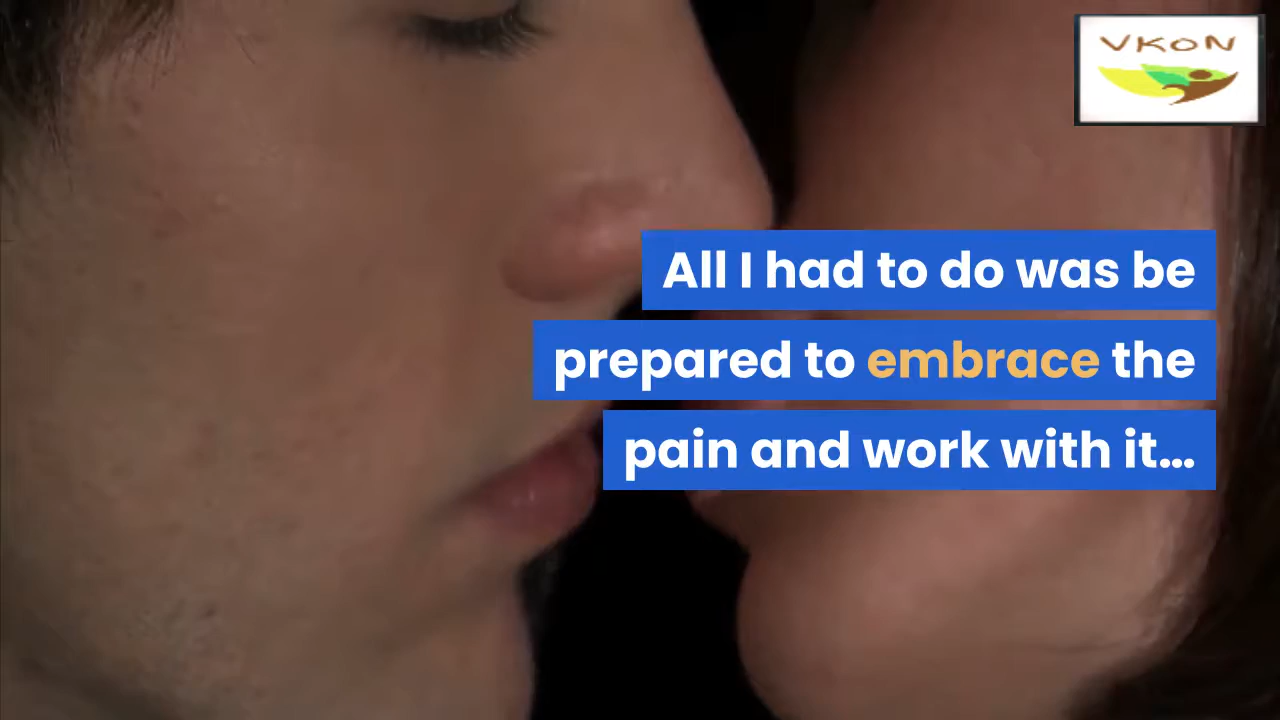 VKON
All I had to do was be
prepared to embrace the
pain and work with it...